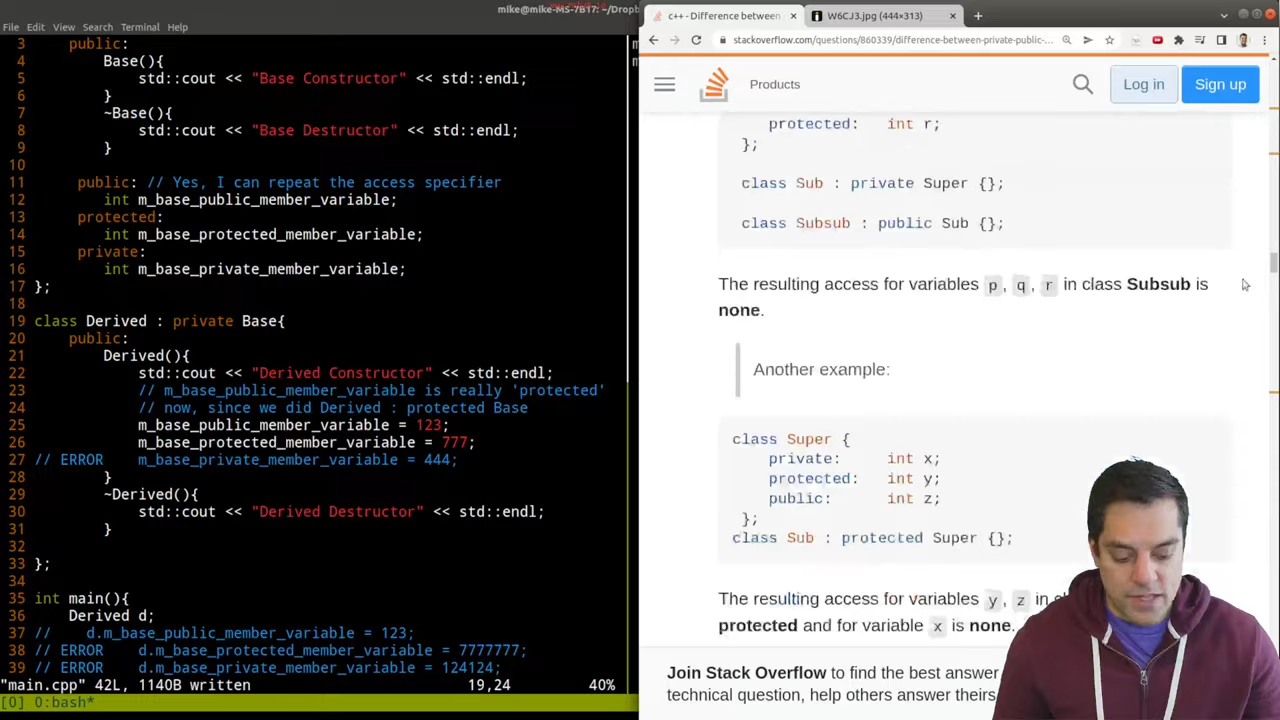 mike@mike-MS-7B17: ~/Dropb
File Edit View Search Terminal Help
3 public:
4 Base(){
5 std::cout << "Base Constructor" << std::endl;
6 }
7 ~Base(){
8 std::cout << "Base Destructor" << std::endl;
9 }
10
11 public: // Yes, I can repeat the access specifier
12 int m_base_public_member_variable;
13 protected:
14 int m_base_protected_member_variable;
15 private:
16 int m_base_private_member_variable;
17 };
18
19 class Derived : private Base{
20 public:
21 Derived(){
22 std::cout << "Derived Constructor" << std::endl;
23 // m_base_public_member_variable is really 'protected'
24 // now, since we did Derived : protected Base
25 m_base_public_member_variable = 123;
26 m_base_protected_member_variable = 777;
27 // ERROR m_base_private_member_variable = 444;
28 }
29 ~Derived(){
30 std::cout << "Derived Destructor" << std::endl;
31 }
32
33 };
34
35 int main(){
36 Derived d;
37 // d.m_base_public_member_variable = 123;
38 // ERROR d.m_base_protected_member_variable = 7777777;
39 // ERROR d.m_base_private_member_variable = 124124;
"main.cpp" 42L, 1140B written 19,24 40%
[0] 0:bash*
c++ - Difference between
W6CJ3.jpg (444×313)
stackoverflow.com/questions/860339/difference-between-private-public-...
Products
Log in
Sign up
protected: int r;
};
class Sub : private Super {};
class Subsub : public Sub {};
The resulting access for variables p, q, r in class Subsub is
none.
Another example:
class Super {
private: int x;
protected: int y;
public: int z;
};
class Sub : protected Super {};
The resulting access for variables y, z in
protected and for variable x is none.
Join Stack Overflow to find the best answer
technical question, help others answer theirs